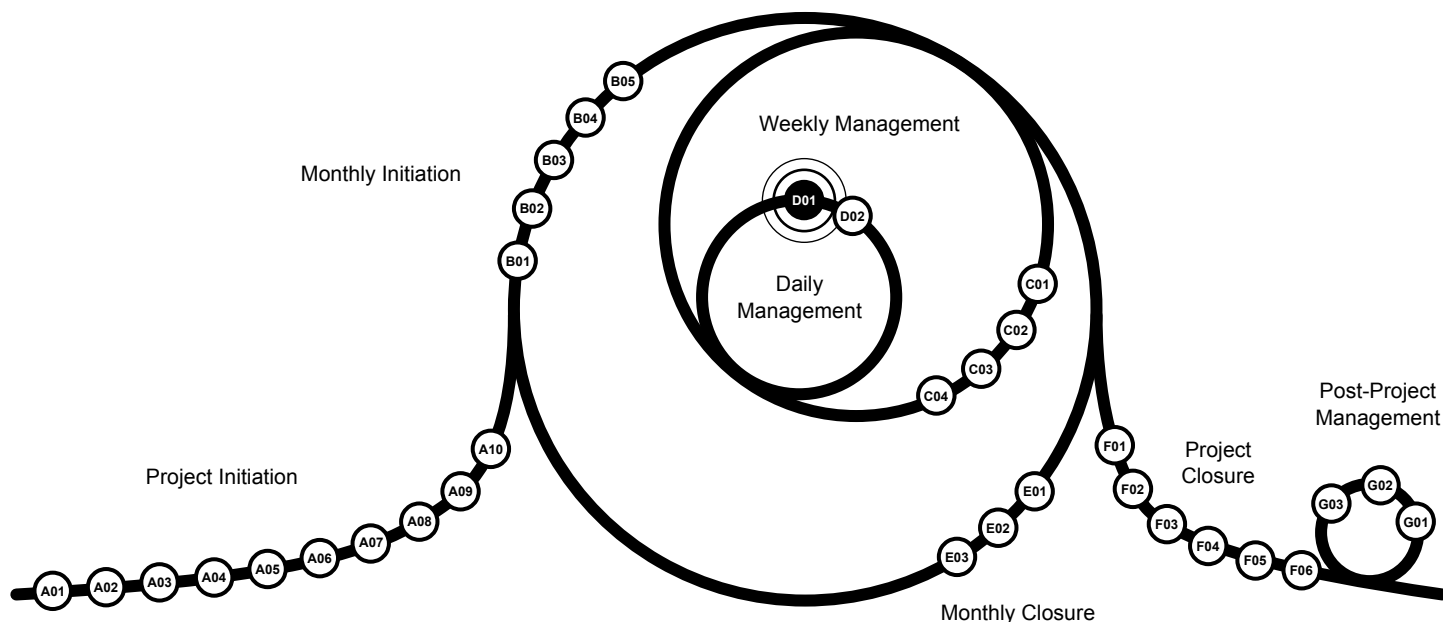 Project Initiation
A01
A02
A03
A04
A05
A06
A07
A08
A09
A10
Monthly Initiation
B01
B02
B03
B04
B05
Weekly Management
C01
C02
C03
C04
Daily
Management
D01
D02
Monthly Closure
E01
E02
E03
Project
Closure
F01
F02
F03
F04
F05
F06
Post-Project
Management
G01
G02
G03